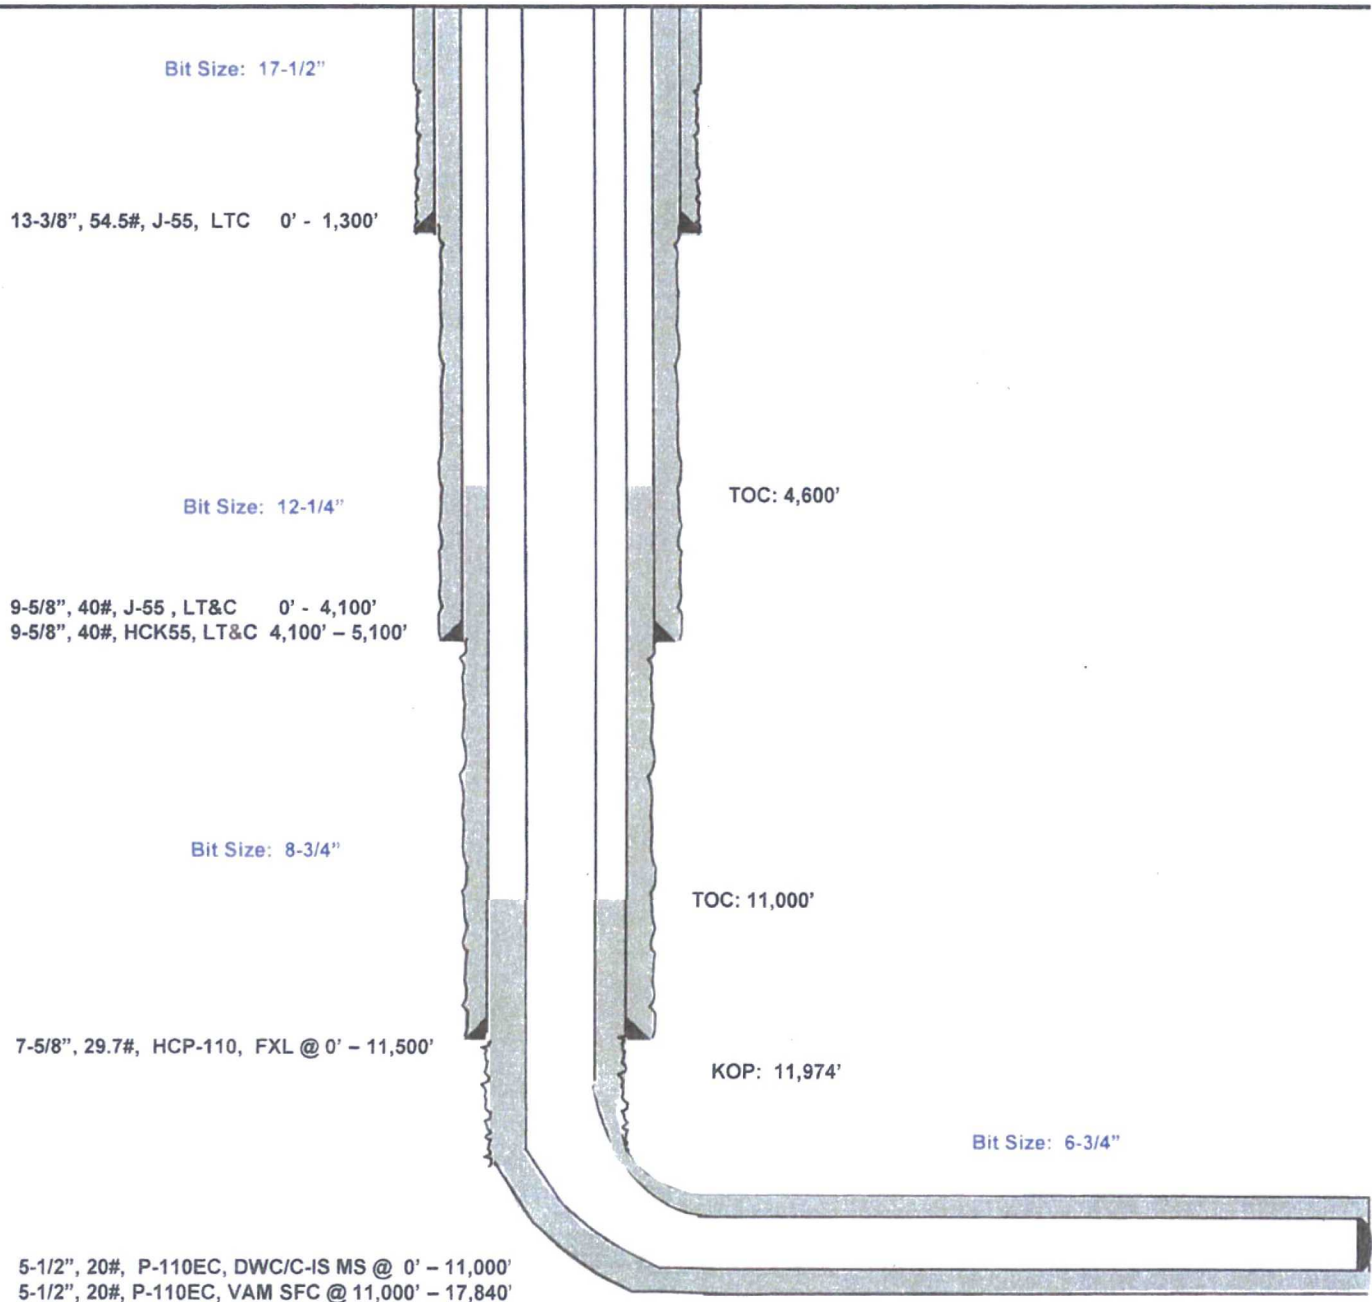 Bit Size: 17-1/2"
13-3/8", 54.5#, J-55, LTC 0' - 1,300'
TOC: 4,600'
Bit Size: 12-1/4"
9-5/8", 40#, J-55 , LT&C 0' - 4,100'
9-5/8", 40#, HCK55, LT&C 4,100' – 5,100'
Bit Size: 8-3/4"
TOC: 11,000'
7-5/8", 29.7#, HCP-110, FXL @ 0' – 11,500'
KOP: 11,974'
Bit Size: 6-3/4"
5-1/2", 20#, P-110EC, DWC/C-IS MS @ 0' – 11,000'
5-1/2", 20#, P-110EC, VAM SFC @ 11,000' – 17,840'